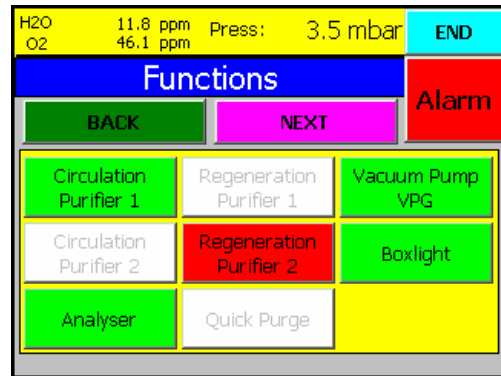 H2O 11.8 ppm Press: 3.5 mbar END
O2 46.1 ppm
Functions
Alarm
BACK NEXT
Circulation Purifier 1
Regeneration Purifier 1
Vacuum Pump VPG
Circulation Purifier 2
Regeneration Purifier 2
Boxlight
Analyser
Quick Purge